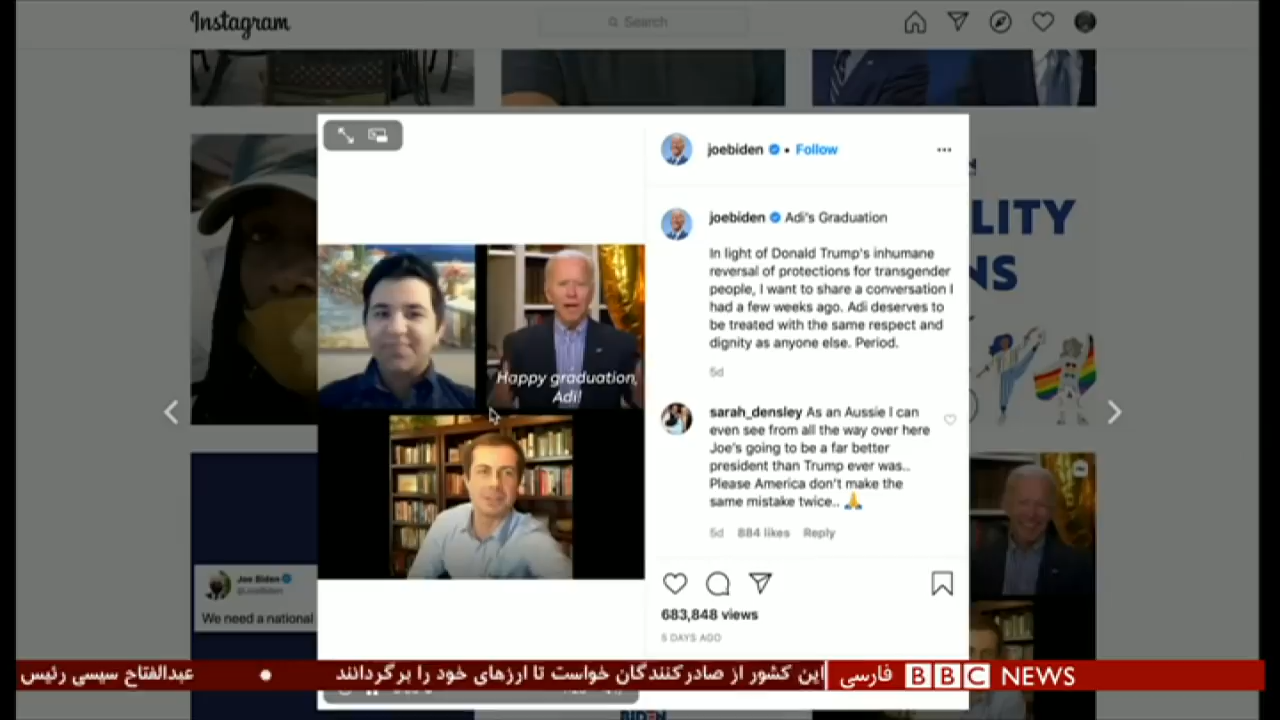 Instagram
Search
joebiden • Follow
joebiden Adi's Graduation
In light of Donald Trump's inhumane
reversal of protections for transgender
people, I want to share a conversation I
had a few weeks ago. Adi deserves to
be treated with the same respect and
dignity as anyone else. Period.
5d
sarah_densley As an Aussie I can
even see from all the way over here
Joe's going to be a far better
president than Trump ever was..
Please America don't make the
same mistake twice.. 🙏
5d 884 likes Reply
683,848 views
5 DAYS AGO
Happy graduation,
Adi!
LITY
NS
Joe Biden
@JoeBiden
We need a national
این کشور از صادرکنندگان خواست تا ارزهای خود را برگردانند
عبدالفتاح سیسی رئیس
BBC NEWS فارسی
BIDEN